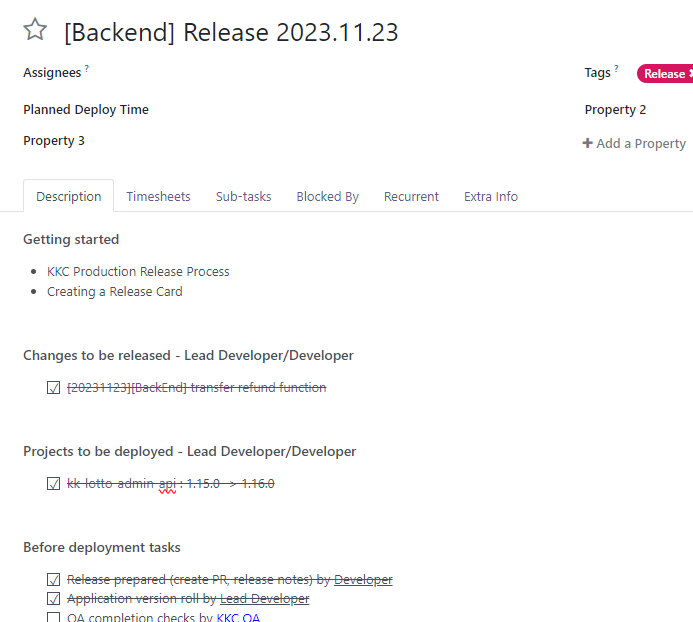 [Backend] Release 2023.11.23
Assignees ?
Tags ? Release
Planned Deploy Time
Property 2
Property 3
+ Add a Property
Description Timesheets Sub-tasks Blocked By Recurrent Extra Info
Getting started
• KKC Production Release Process
• Creating a Release Card
Changes to be released - Lead Developer/Developer
[20231123][BackEnd] transfer refund function
Projects to be deployed - Lead Developer/Developer
kk-lotto-admin-api : 1.15.0 -> 1.16.0
Before deployment tasks
Release prepared (create PR, release notes) by Developer
Application version roll by Lead Developer
QA completion checks by KKC QA.